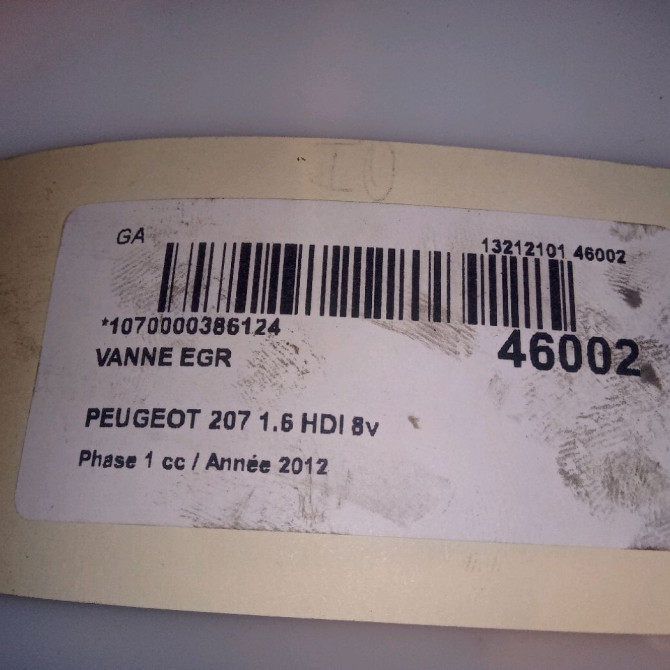 GA
13212101 46002
*1070000386124
46002
VANNE EGR
PEUGEOT 207 1.6 HDI 8v
Phase 1 cc / Année 2012